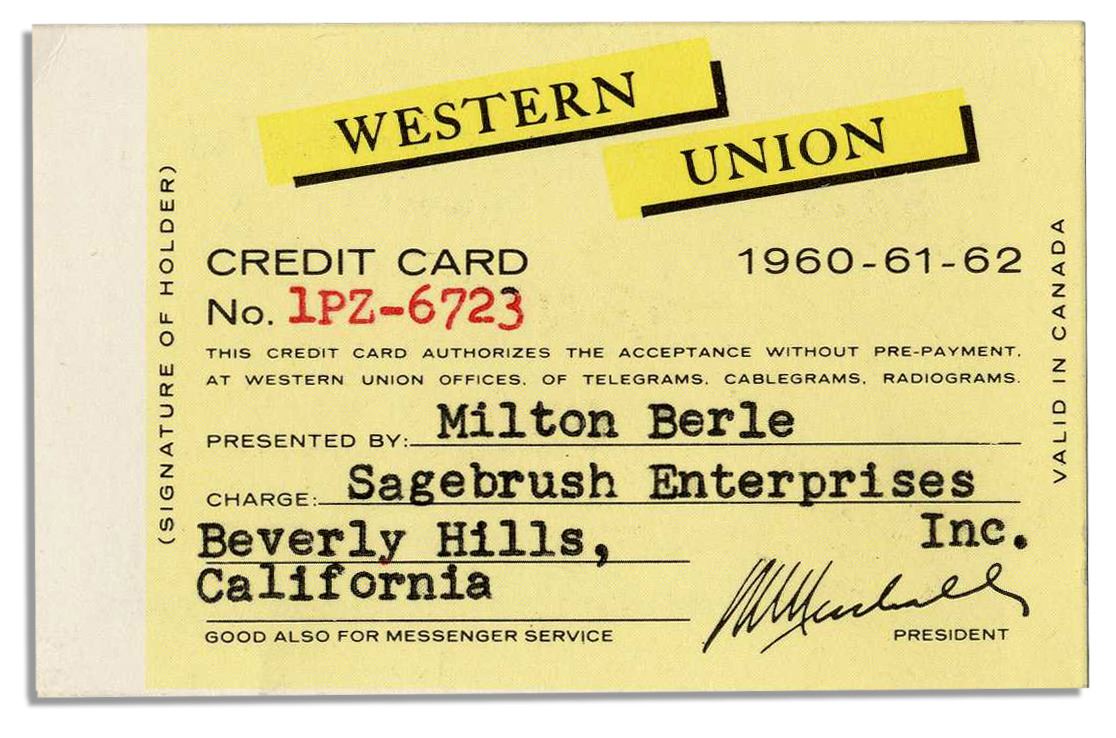 WESTERN
UNION
CREDIT CARD 1960-61-62
No. 1PZ-6723
THIS CREDIT CARD AUTHORIZES THE ACCEPTANCE WITHOUT PRE-PAYMENT,
AT WESTERN UNION OFFICES, OF TELEGRAMS, CABLEGRAMS, RADIOGRAMS.
PRESENTED BY: Milton Berle
CHARGE: Sagebrush Enterprises
Beverly Hills, Inc.
California
GOOD ALSO FOR MESSENGER SERVICE PRESIDENT
(SIGNATURE OF HOLDER)
VALID IN CANADA